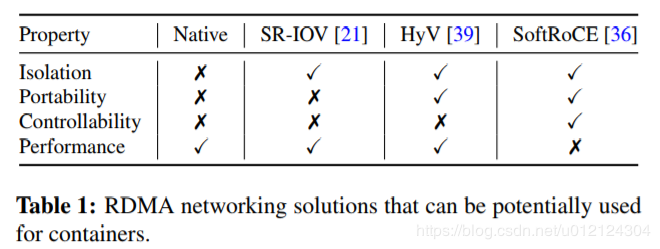 Property Native SR-IOV [21] HyV [39] SoftRoCE [36]
Isolation ✗ ✓ ✓ ✓
Portability ✗ ✗ ✓ ✓
Controllability ✗ ✗ ✗ ✓
Performance ✓ ✓ ✓ ✗
Table 1: RDMA networking solutions that can be potentially used
for containers.
https://blog.csdn.net/u012124304